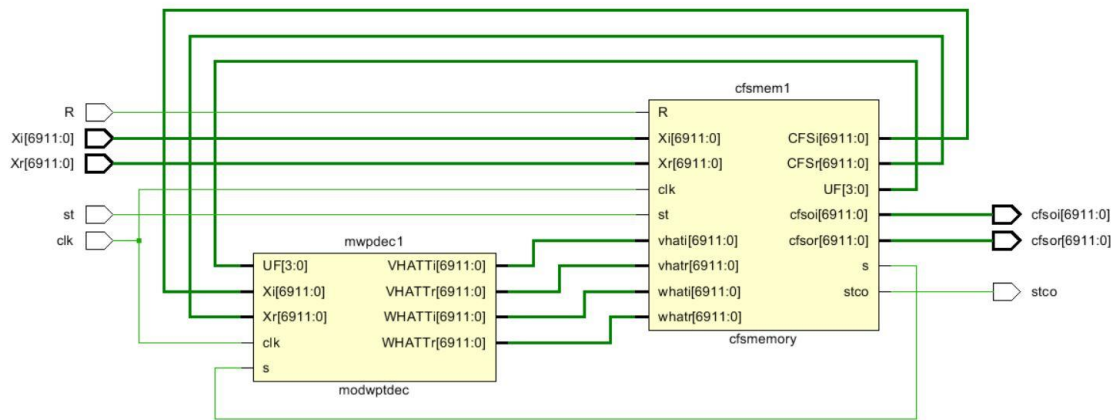 cfsmem1
R
Xi[6911:0]
Xr[6911:0]
st
clk
R
Xi[6911:0]
Xr[6911:0]
clk
st
vhati[6911:0]
vhatr[6911:0]
whati[6911:0]
whatr[6911:0]
CFSi[6911:0]
CFSr[6911:0]
UF[3:0]
cfsoi[6911:0]
cfsor[6911:0]
s
stco
cfsmemory
cfsoi[6911:0]
cfsor[6911:0]
stco
mwpdec1
UF[3:0]
Xi[6911:0]
Xr[6911:0]
clk
s
VHATTi[6911:0]
VHATTr[6911:0]
WHATTi[6911:0]
WHATTr[6911:0]
modwptdec